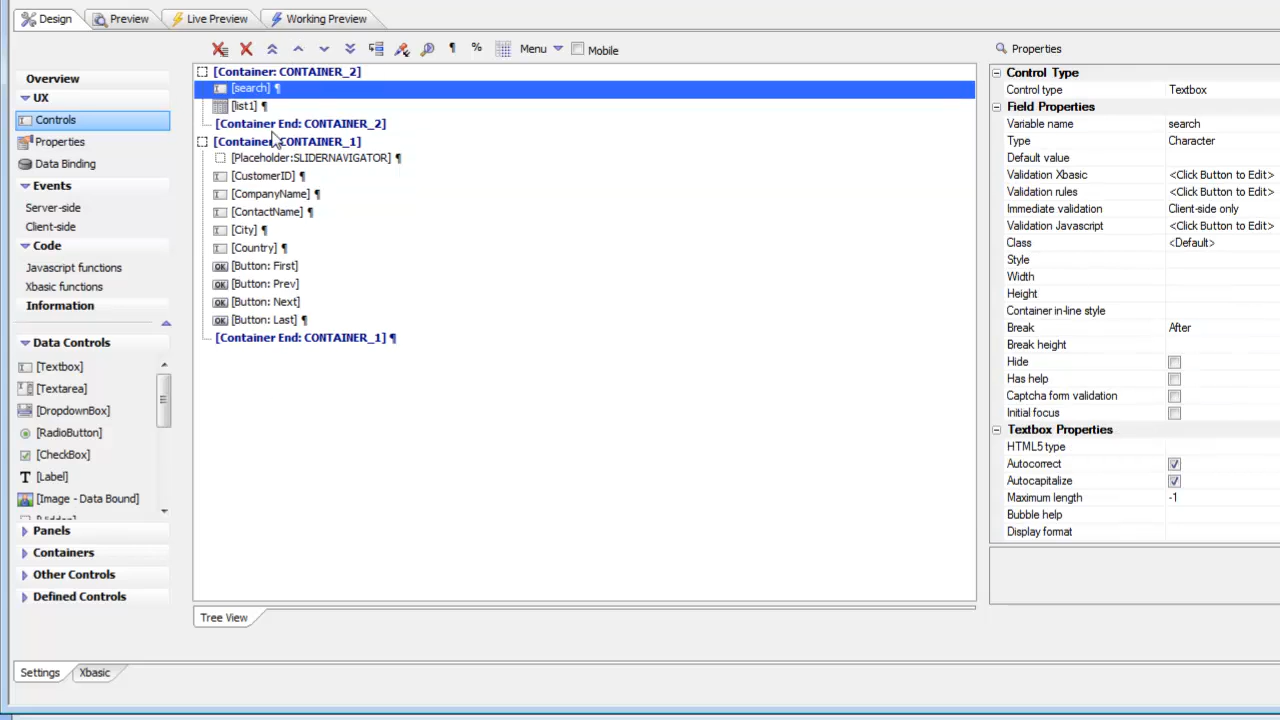 Design
Preview
Live Preview
Working Preview
Menu
Mobile
Overview
UX
Controls
Properties
Data Binding
Events
Server-side
Client-side
Code
Javascript functions
Xbasic functions
Information
Data Controls
[Textbox]
[Textarea]
[DropdownBox]
[RadioButton]
[CheckBox]
[Label]
[Image - Data Bound]
Panels
Containers
Other Controls
Defined Controls
¶ %
[Container: CONTAINER_2]
[search] ¶
[list1] ¶
[Container End: CONTAINER_2]
[Container: CONTAINER_1]
[Placeholder:SLIDERNAVIGATOR] ¶
[CustomerID] ¶
[CompanyName] ¶
[ContactName] ¶
[City] ¶
[Country] ¶
[Button: First]
[Button: Prev]
[Button: Next]
[Button: Last] ¶
[Container End: CONTAINER_1] ¶
Tree View
Properties
Control Type
Control type Textbox
Field Properties
Variable name search
Type Character
Default value
Validation Xbasic <Click Button to Edit>
Validation rules <Click Button to Edit>
Immediate validation Client-side only
Validation Javascript <Click Button to Edit>
Class <Default>
Style
Width
Height
Container in-line style
Break After
Break height
Hide
Has help
Captcha form validation
Initial focus
Textbox Properties
HTML5 type
Autocorrect
Autocapitalize
Maximum length -1
Bubble help
Display format
Settings
Xbasic